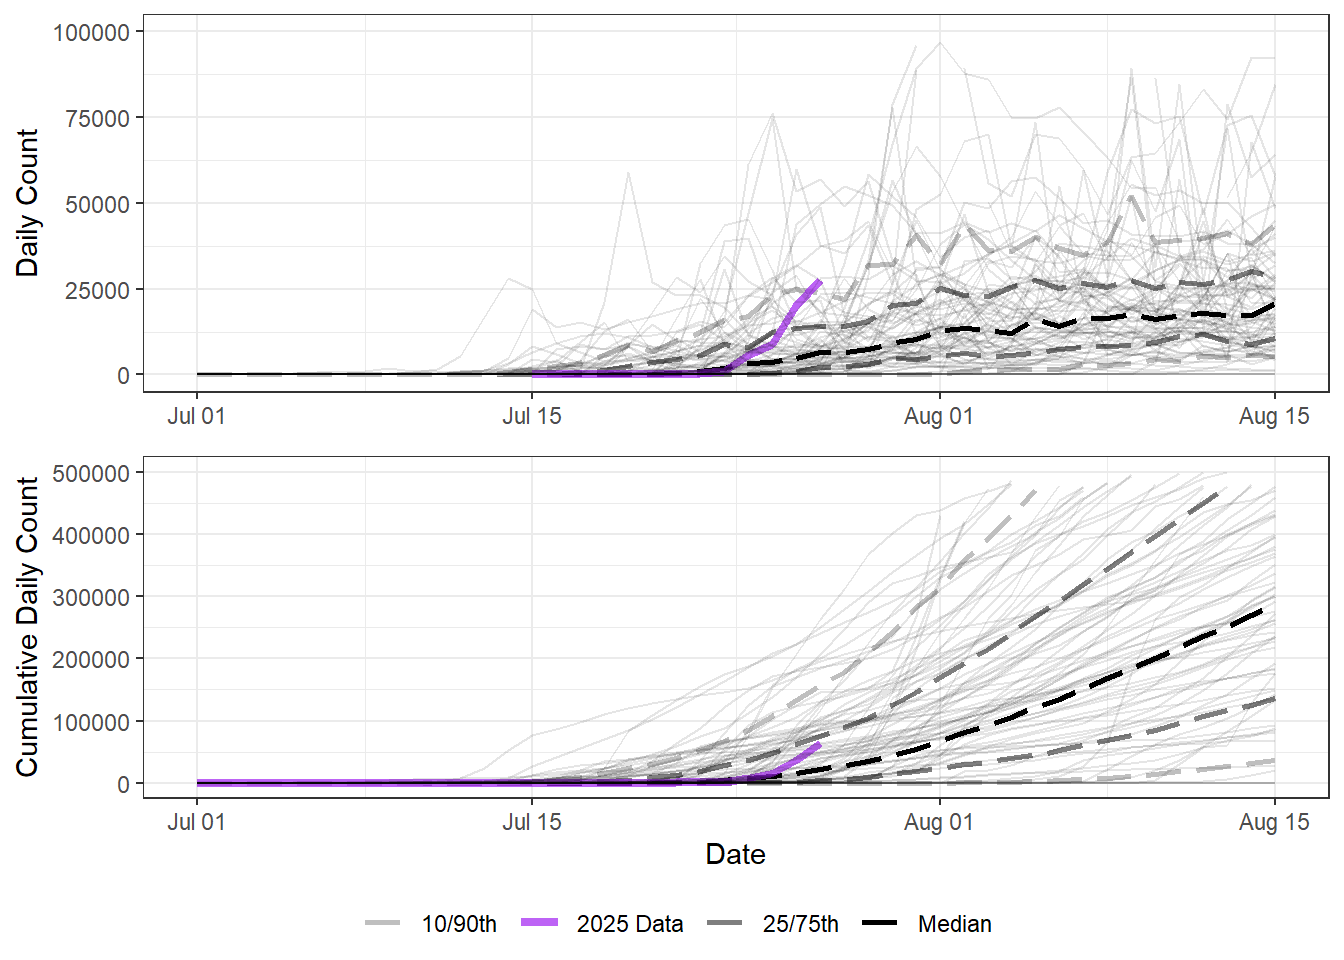 Daily Count
100000
75000
50000
25000
0
Jul 01 Jul 15 Aug 01 Aug 15
Cumulative Daily Count
500000
400000
300000
200000
100000
0
Jul 01 Jul 15 Aug 01 Aug 15
Date
10/90th 2025 Data 25/75th Median